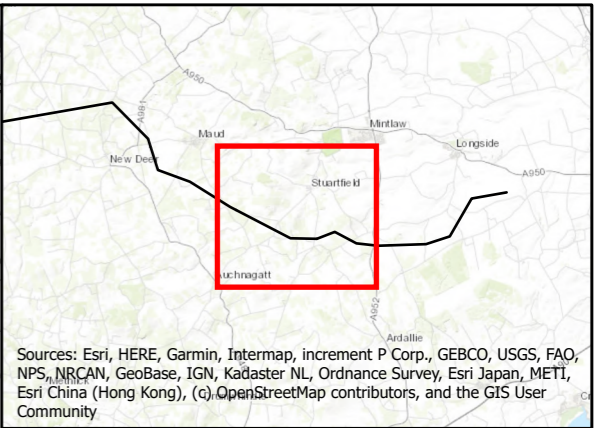 A950
A981
Mintlaw
Maud
Longside
New Deer
A950
Stuartfield
Auchnagatt
A952
Ardallie
Sources: Esri, HERE, Garmin, Intermap, increment P Corp., GEBCO, USGS, FAO,
NPS, NRCAN, GeoBase, IGN, Kadaster NL, Ordnance Survey, Esri Japan, METI,
Esri China (Hong Kong), (c) OpenStreetMap contributors, and the GIS User
Community